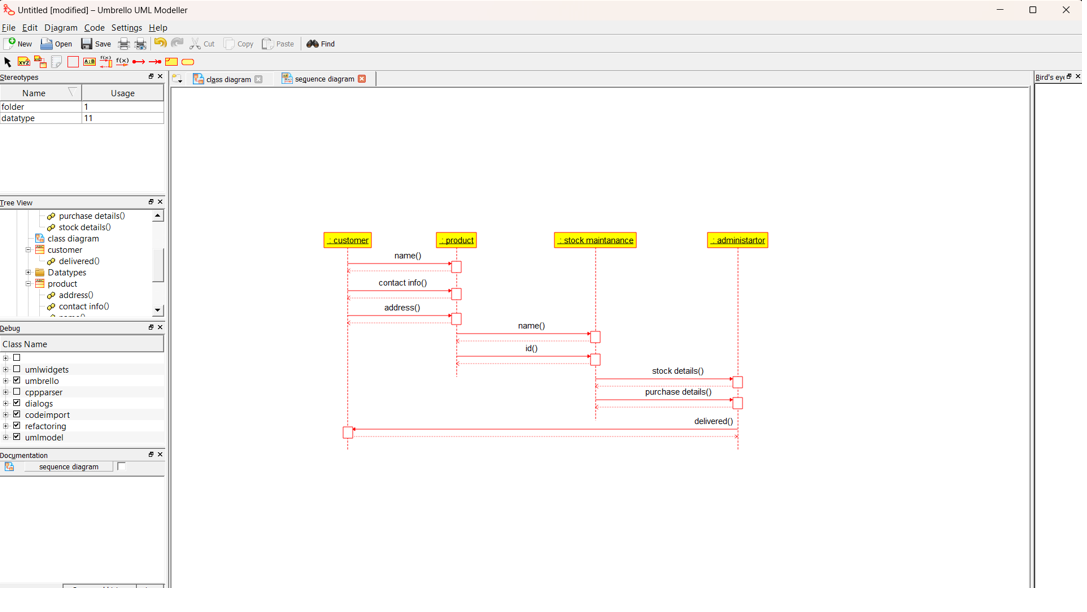 Untitled [modified] – Umbrello UML Modeller
File Edit Diagram Code Settings Help
New Open Save Cut Copy Paste Find
Stereotypes
Name Usage
folder 1
datatype 11
Tree View
purchase details()
stock details()
class diagram
customer
delivered()
Datatypes
product
address()
contact info()
Debug
Class Name
umlwidgets
umbrello
cppparser
dialogs
codeimport
refactoring
umlmodel
Documentation
sequence diagram
class diagram
sequence diagram
Bird's eye
: customer
: product
: stock maintanance
: administartor
name()
contact info()
address()
name()
id()
stock details()
purchase details()
delivered()